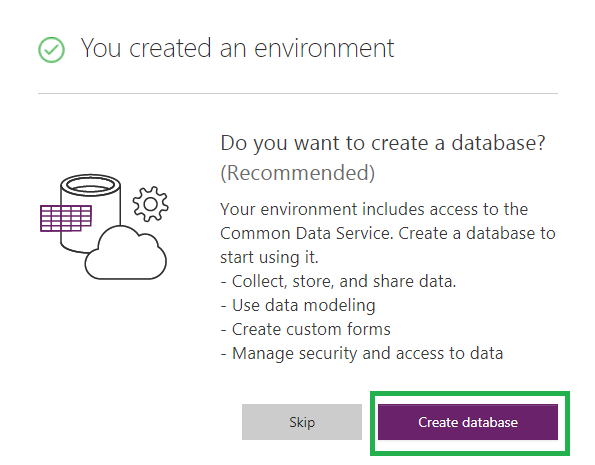 You created an environment
Do you want to create a database?
(Recommended)
Your environment includes access to the
Common Data Service. Create a database to
start using it.
- Collect, store, and share data.
- Use data modeling
- Create custom forms
- Manage security and access to data
Skip
Create database